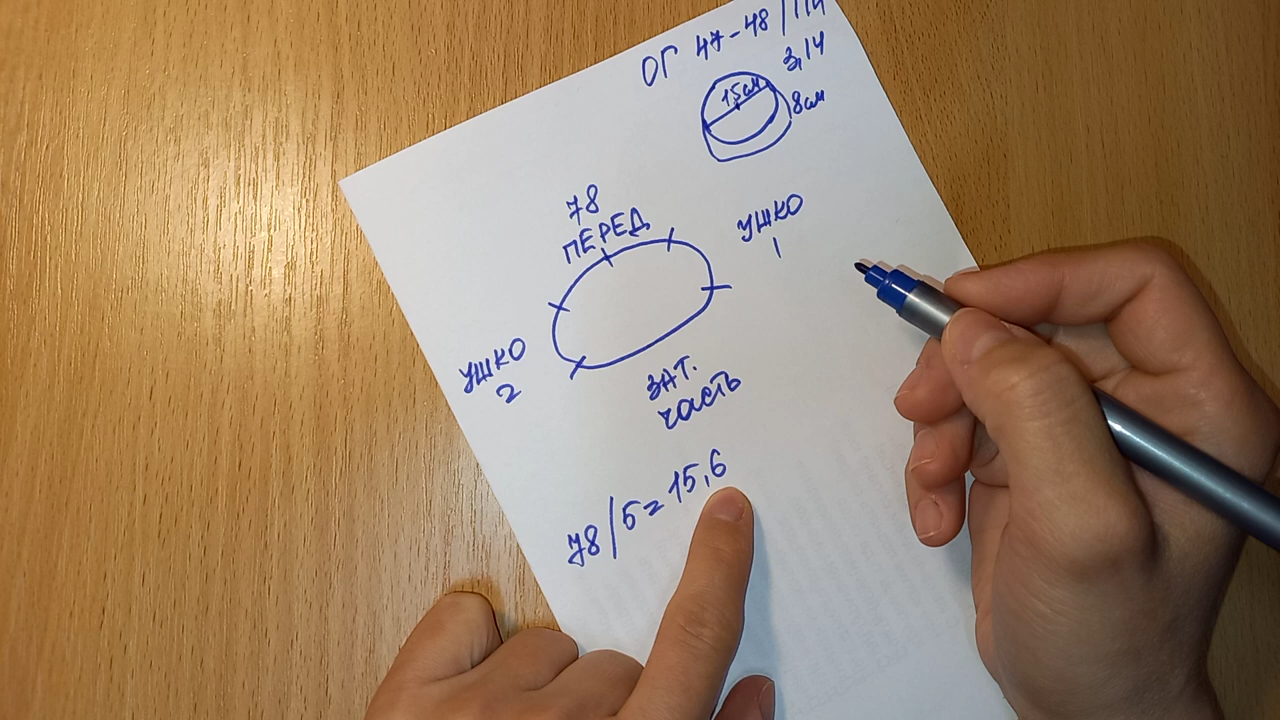 ОГ 47-48/П4
3,14
15см
8см
78
ПЕРЕД
УШКО
1
УШКО
2
ЗАТ.
часть
78/5=15,6